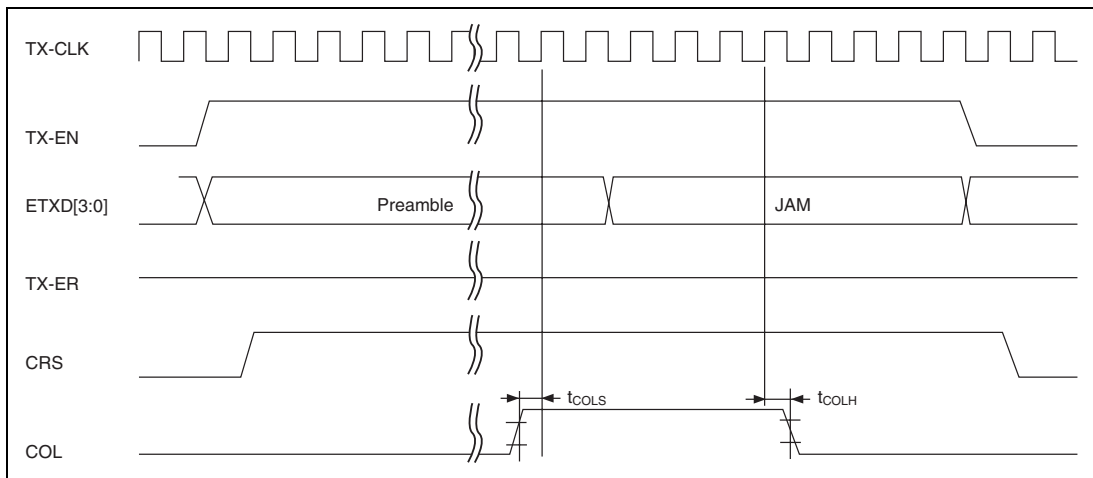 TX-CLK
TX-EN
ETXD[3:0]
Preamble
JAM
TX-ER
CRS
tCOLS
tCOLH
COL